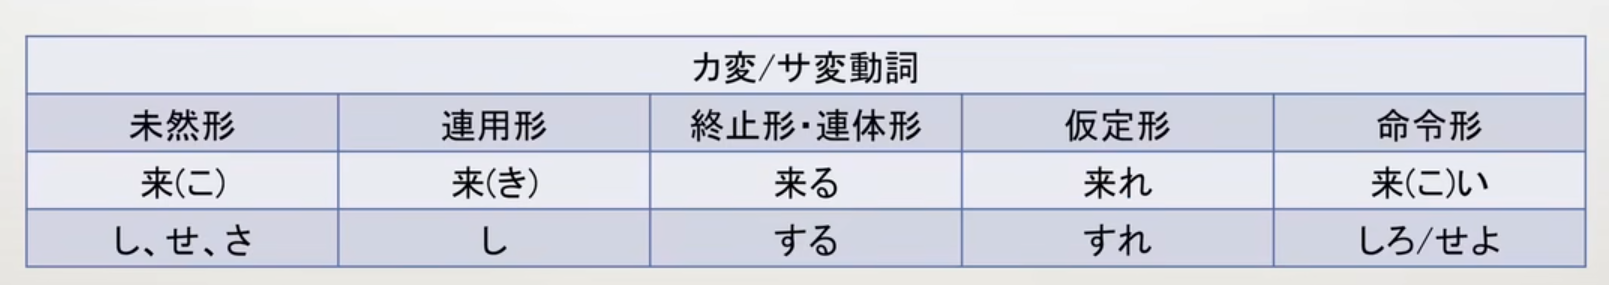 カ変/サ変動詞
未然形 連用形 終止形・連体形 仮定形 命令形
来(こ) 来(き) 来る 来れ 来(こ)い
し、せ、さ し する すれ しろ/せよ